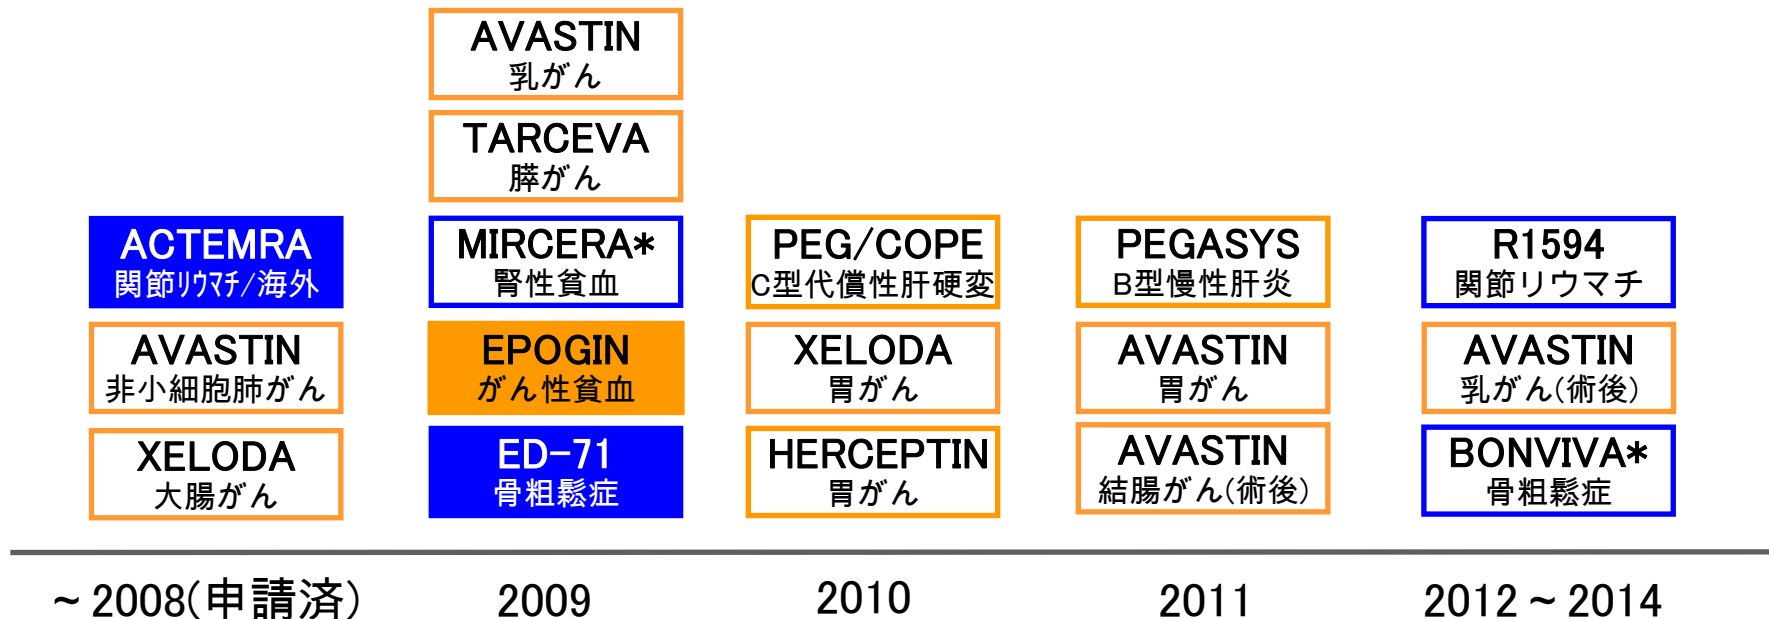 AVASTIN
乳がん
TARCEVA
膵がん
ACTEMRA
関節ﾘｳﾏﾁ/海外
MIRCERA*
腎性貧血
PEG/COPE
C型代償性肝硬変
PEGASYS
B型慢性肝炎
R1594
関節リウマチ
AVASTIN
非小細胞肺がん
EPOGIN
がん性貧血
XELODA
胃がん
AVASTIN
胃がん
AVASTIN
乳がん(術後)
XELODA
大腸がん
ED-71
骨粗鬆症
HERCEPTIN
胃がん
AVASTIN
結腸がん(術後)
BONVIVA*
骨粗鬆症
~2008(申請済)
2009
2010
2011
2012~2014